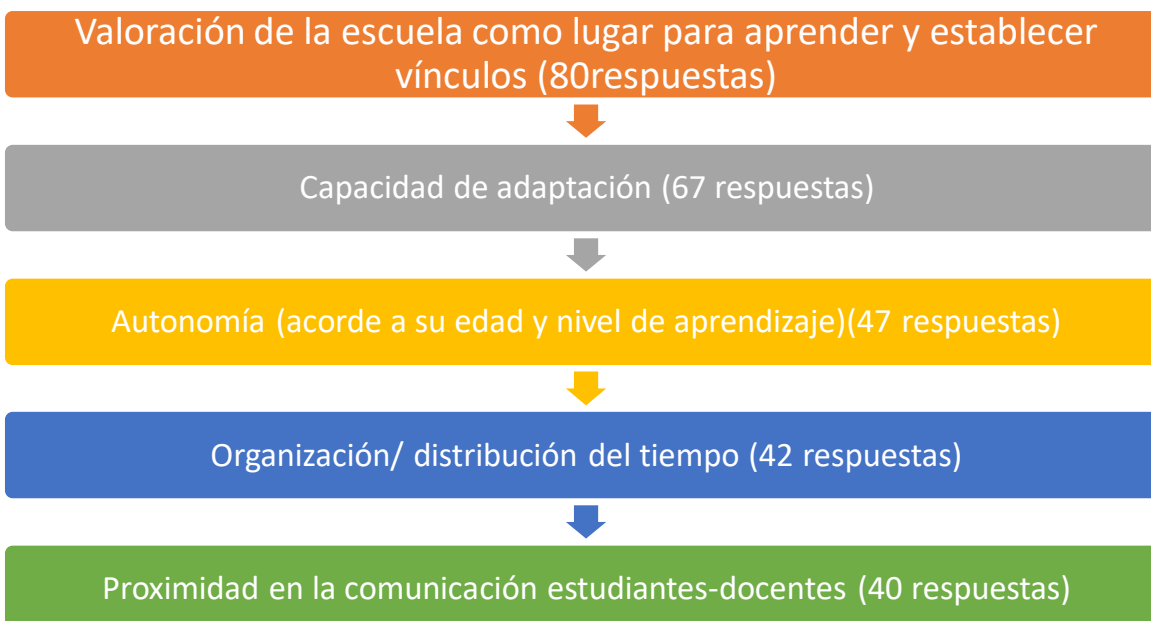 Valoración de la escuela como lugar para aprender y establecer
vínculos (80respuestas)
Capacidad de adaptación (67 respuestas)
Autonomía (acorde a su edad y nivel de aprendizaje)(47 respuestas)
Organización/ distribución del tiempo (42 respuestas)
Proximidad en la comunicación estudiantes-docentes (40 respuestas)